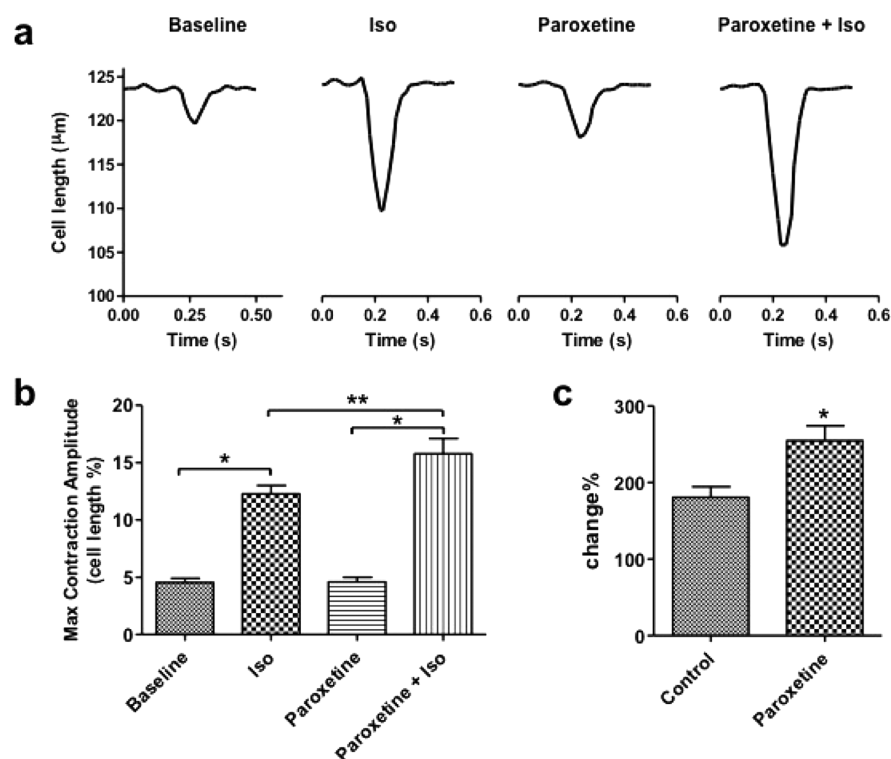 a
Baseline Iso Paroxetine Paroxetine + Iso
Cell length (μm)
125
120
115
110
105
100
0.00 0.25 0.50 0.0 0.2 0.4 0.6 0.0 0.2 0.4 0.6 0.0 0.2 0.4 0.6
Time (s) Time (s) Time (s) Time (s)
b
Max Contraction Amplitude
(cell length %)
20
15
10
5
0
*
**
*
Baseline
Iso
Paroxetine
Paroxetine + Iso
c
change%
300
200
100
0
*
Control
Paroxetine